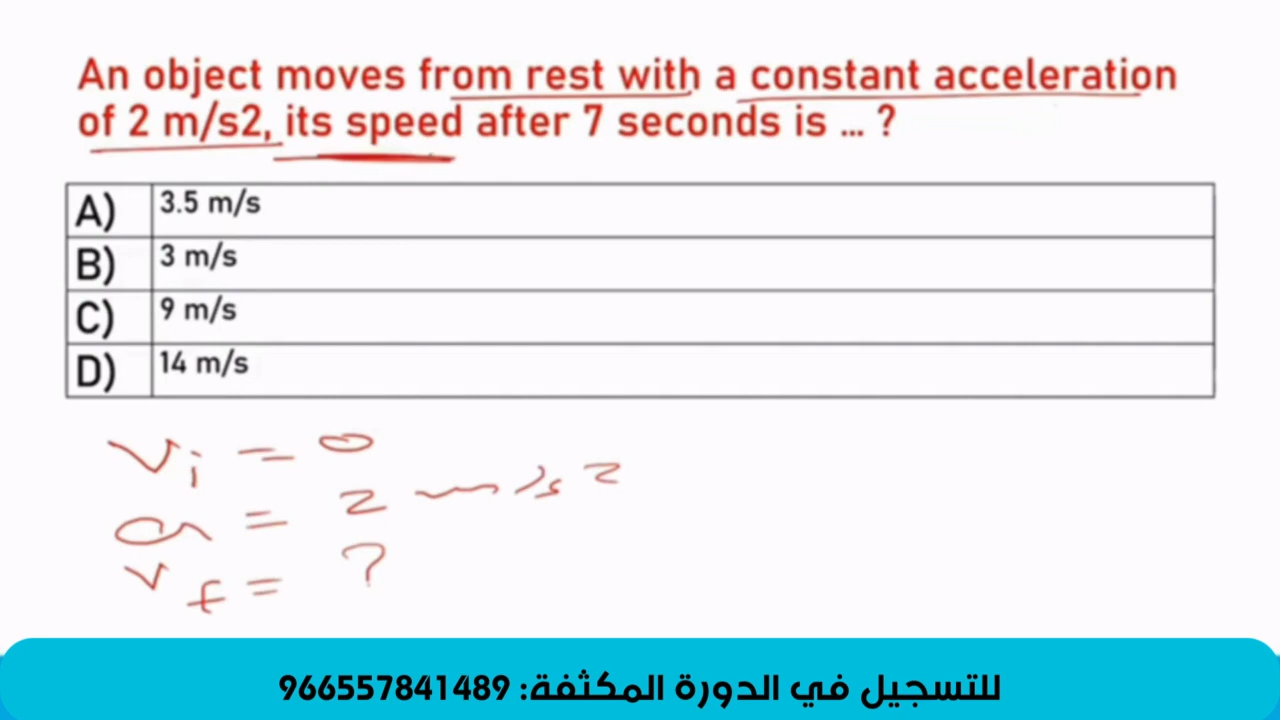 An object moves from rest with a constant acceleration
of 2 m/s2, its speed after 7 seconds is ... ?
A) 3.5 m/s
B) 3 m/s
C) 9 m/s
D) 14 m/s
vi = 0
a = 2 m/s2
vf = ?
للتسجيل في الدورة المكثفة: 966557841489